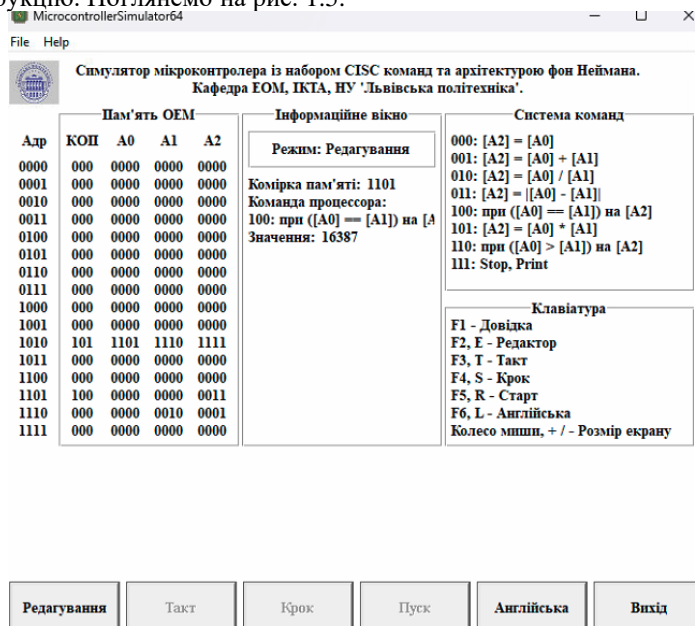 рукцію. Поглянемо на рис. 1.3.
MicrocontrollerSimulator64
File Help
Симулятор мікроконтролера із набором CISC команд та архітектурою фон Неймана.
Кафедра ЕОМ, ІКТА, НУ 'Львівська політехніка'.
Пам'ять ОЕМ
Адр КОП А0 А1 А2
0000 000 0000 0000 0000
0001 000 0000 0000 0000
0010 000 0000 0000 0000
0011 000 0000 0000 0000
0100 000 0000 0000 0000
0101 000 0000 0000 0000
0110 000 0000 0000 0000
0111 000 0000 0000 0000
1000 000 0000 0000 0000
1001 000 0000 0000 0000
1010 101 1101 1110 1111
1011 000 0000 0000 0000
1100 000 0000 0000 0000
1101 100 0000 0000 0011
1110 000 0000 0010 0001
1111 000 0000 0000 0000
Інформаційне вікно
Режим: Редагування
Комірка пам'яті: 1101
Команда процессора:
100: при ([A0] == [A1]) на [A
Значення: 16387
Система команд
000: [A2] = [A0]
001: [A2] = [A0] + [A1]
010: [A2] = [A0] / [A1]
011: [A2] = |[A0] - [A1]|
100: при ([A0] == [A1]) на [A2]
101: [A2] = [A0] * [A1]
110: при ([A0] > [A1]) на [A2]
111: Stop, Print
Клавіатура
F1 - Довідка
F2, E - Редактор
F3, T - Такт
F4, S - Крок
F5, R - Старт
F6, L - Англійська
Колесо миши, + / - Розмір екрану
Редагування Такт Крок Пуск Англійська Вихід